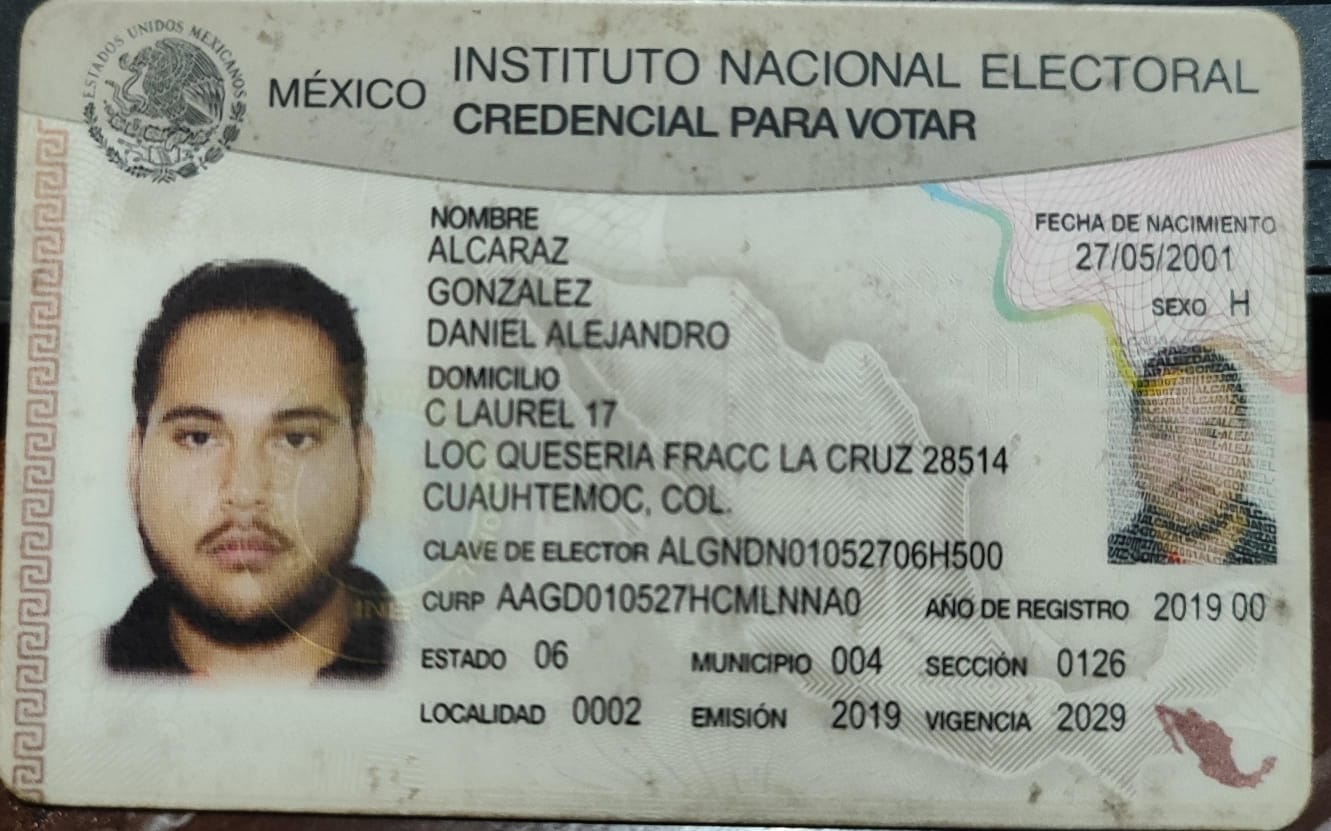 ESTADOS UNIDOS MEXICANOS
MÉXICO
INSTITUTO NACIONAL ELECTORAL
CREDENCIAL PARA VOTAR
NOMBRE
ALCARAZ
GONZALEZ
DANIEL ALEJANDRO
FECHA DE NACIMIENTO
27/05/2001
SEXO H
DOMICILIO
C LAUREL 17
LOC QUESERIA FRACC LA CRUZ 28514
CUAUHTEMOC, COL.
CLAVE DE ELECTOR ALGNDN01052706H500
CURP AAGD010527HCMLNNA0 AÑO DE REGISTRO 2019 00
ESTADO 06 MUNICIPIO 004 SECCIÓN 0126
LOCALIDAD 0002 EMISIÓN 2019 VIGENCIA 2029